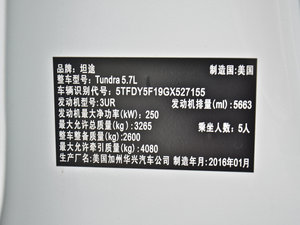 品牌：坦途 制造国：美国
整车型号：Tundra 5.7L
车辆识别代号：5TFDY5F19GX527155
发动机型号：3UR 发动机排量(ml)：5663
发动机最大净功率(kw)：250
最大允许总质量(kg)：3265 乘坐人数：5人
整车整备质量(kg)：2600
最大允许牵引质量(kg)：4080
生产厂名：美国加州华兴汽车公司 制造年月：2016年01月